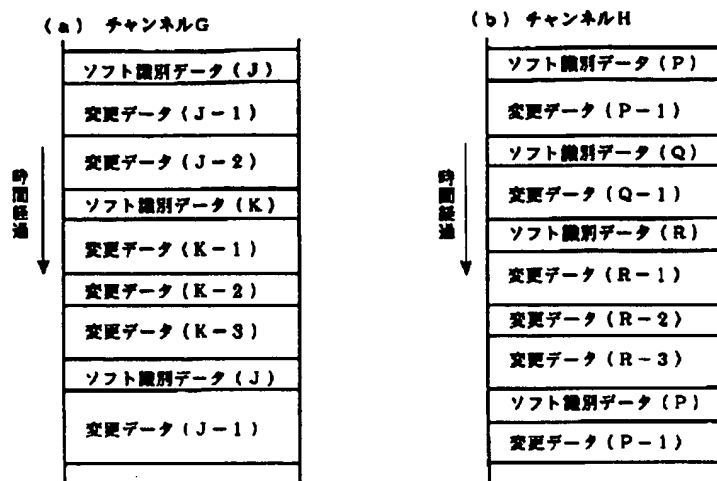 (a) チャンネルG
ソフト識別データ(J)
変更データ(J-1)
変更データ(J-2)
ソフト識別データ(K)
変更データ(K-1)
変更データ(K-2)
変更データ(K-3)
ソフト識別データ(J)
変更データ(J-1)
時間経過
(b) チャンネルH
ソフト識別データ(P)
変更データ(P-1)
ソフト識別データ(Q)
変更データ(Q-1)
ソフト識別データ(R)
変更データ(R-1)
変更データ(R-2)
変更データ(R-3)
ソフト識別データ(P)
変更データ(P-1)
時間経過